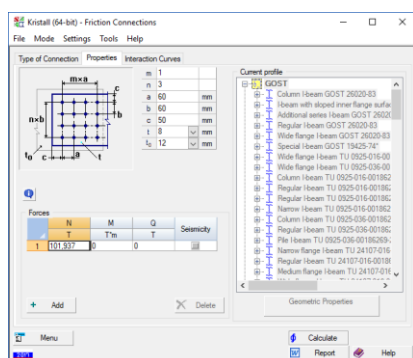 Kristall (64-bit) - Friction Connections
File Mode Settings Tools Help
Type of Connection Properties Interaction Curves
m×a
n×b
c
b
t₀
c
a
t
m 1
n 3
a 60 mm
b 60 mm
c 50 mm
t 8 mm
t₀ 12 mm
Current profile
GOST
Column I-beam GOST 26020-83
I-beam with sloped inner flange surfa
Additional series I-beam GOST 2602
Regular I-beam GOST 26020-83
Wide flange I-beam GOST 26020-83
Special I-beam GOST 19425-74*
Wide flange I-beam TU 0925-016-00
Wide flange I-beam TU 0925-036-00
Column I-beam TU 0925-016-001862
Regular I-beam TU 0925-016-001862
Regular I-beam TU 0925-016-001862
Narrow I-beam TU 0925-016-001862
Column I-beam TU 0925-036-001862
Regular I-beam TU 0925-036-001862
Pile I-beam TU 0925-036-00186269-
Narrow flange I-beam TU 24107-016
Regular I-beam TU 24107-016-00186
Medium flange I-beam TU 24107-016
Geometric Properties
Forces
N M Q Seismicity
T T*m T
1 101,937 0 0
Add Delete
Menu Calculate
Report Help